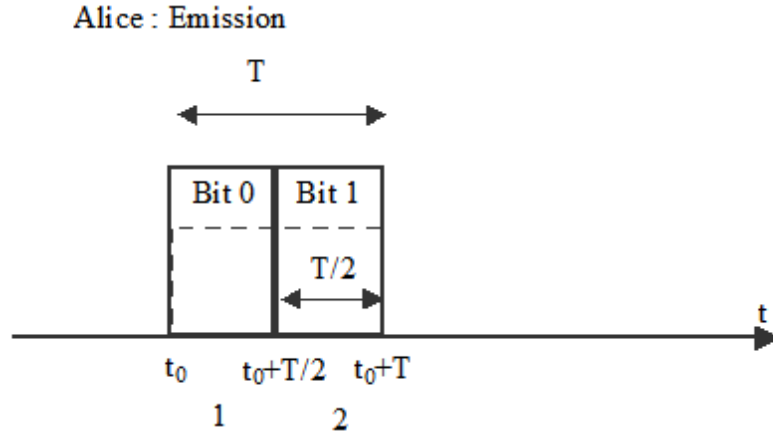 Alice : Emission
T
Bit 0 Bit 1
T/2
t
t₀ t₀+T/2 t₀+T
1 2